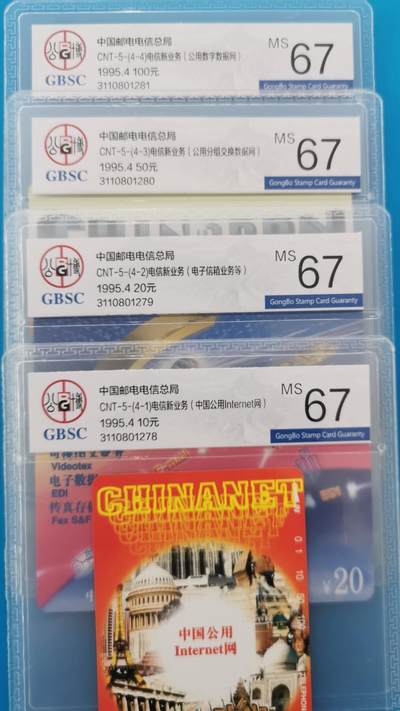 中国邮电电信总局
CNT-5-(4-4)电信新业务（公用数字数据网）
1995.4 100元
3110801281
GBSC
MS 67
GongBo Stamp Card Guaranty
中国邮电电信总局
CNT-5-(4-3)电信新业务（公用分组交换数据网）
1995.4 50元
3110801280
GBSC
MS 67
GongBo Stamp Card Guaranty
中国邮电电信总局
CNT-5-(4-2)电信新业务（电子信箱业务等）
1995.4 20元
3110801279
GBSC
MS 67
GongBo Stamp Card Guaranty
中国邮电电信总局
CNT-5-(4-1)电信新业务（中国公用Internet网）
1995.4 10元
3110801278
GBSC
MS 67
GongBo Stamp Card Guaranty
Videotex
电子数据
EDI
传真存
Fax S&F
¥20
CHINANET
CHINANET
中国公用
Internet网